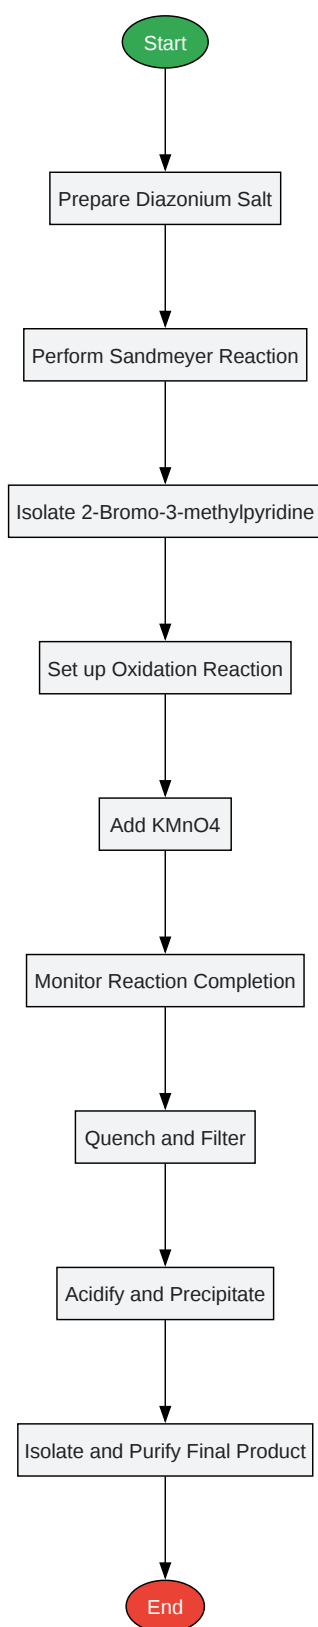 Start
Prepare Diazonium Salt
Perform Sandmeyer Reaction
Isolate 2-Bromo-3-methylpyridine
Set up Oxidation Reaction
Add KMnO4
Monitor Reaction Completion
Quench and Filter
Acidify and Precipitate
Isolate and Purify Final Product
End